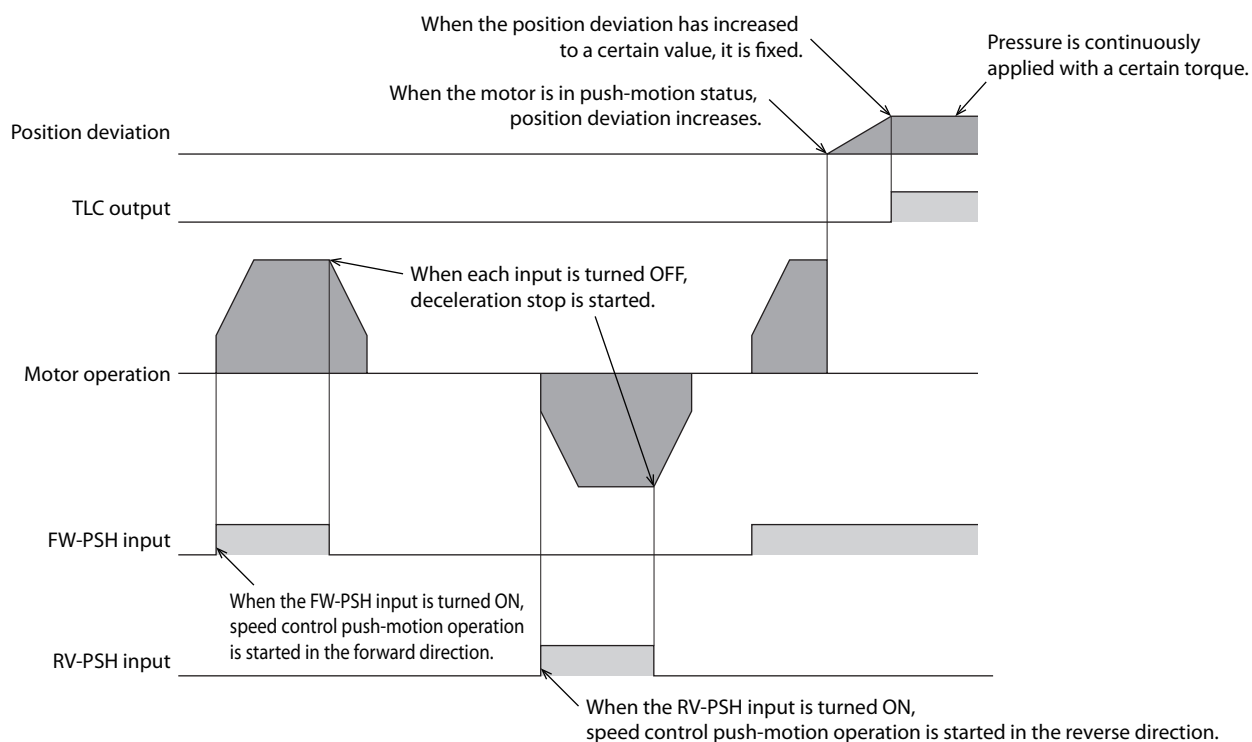 When the position deviation has increased
to a certain value, it is fixed.
Pressure is continuously
applied with a certain torque.
When the motor is in push-motion status,
position deviation increases.
Position deviation
TLC output
When each input is turned OFF,
deceleration stop is started.
Motor operation
FW-PSH input
When the FW-PSH input is turned ON,
speed control push-motion operation
is started in the forward direction.
RV-PSH input
When the RV-PSH input is turned ON,
speed control push-motion operation is started in the reverse direction.